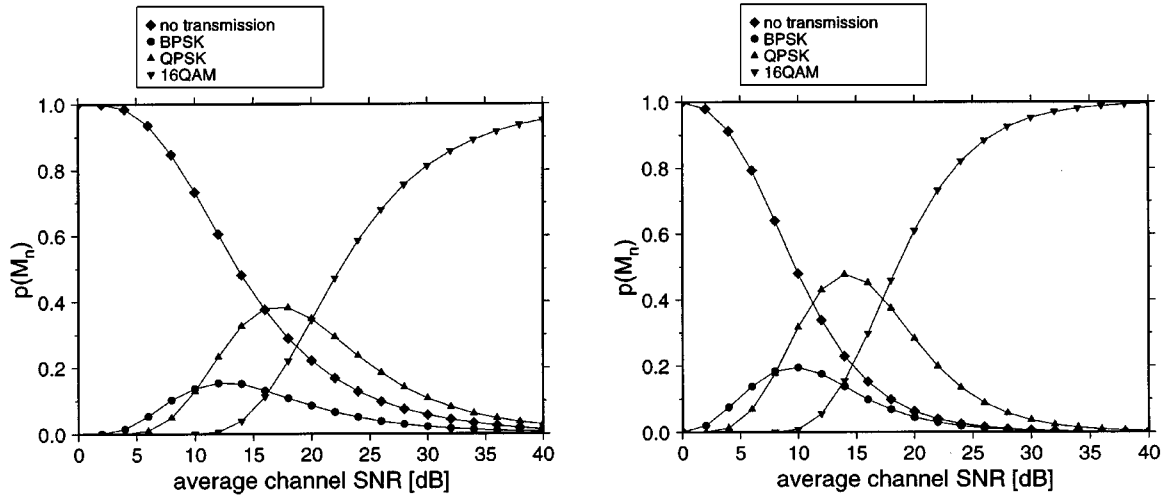 no transmission
BPSK
QPSK
16QAM
1.0
0.8
0.6
0.4
0.2
0.0
p(Mn)
0 5 10 15 20 25 30 35 40
average channel SNR [dB]
no transmission
BPSK
QPSK
16QAM
1.0
0.8
0.6
0.4
0.2
0.0
p(Mn)
0 5 10 15 20 25 30 35 40
average channel SNR [dB]